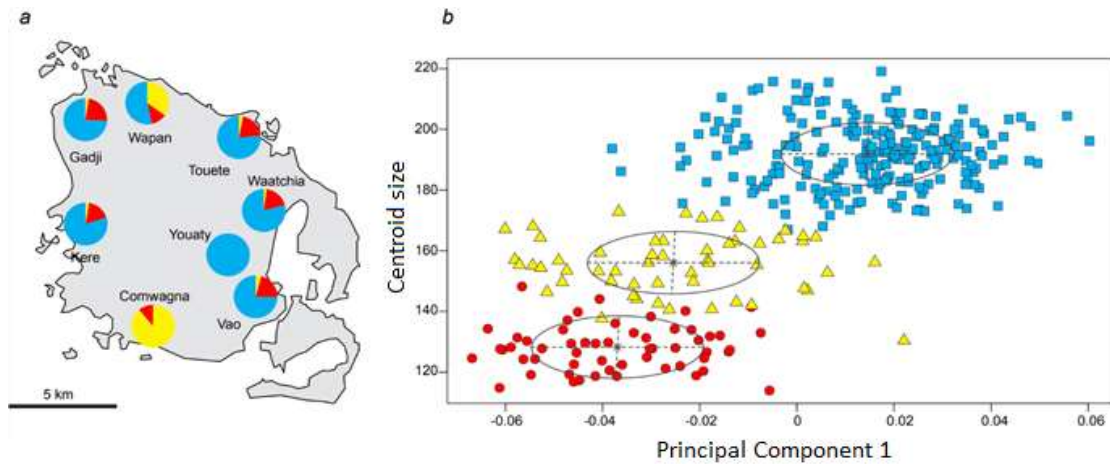 a
Gadji
Wapan
Touete
Waatchia
Kere
Youaty
Comwagna
Vao
5 km
b
Centroid size
220
200
180
160
140
120
-0.06 -0.04 -0.02 0 0.02 0.04 0.06
Principal Component 1